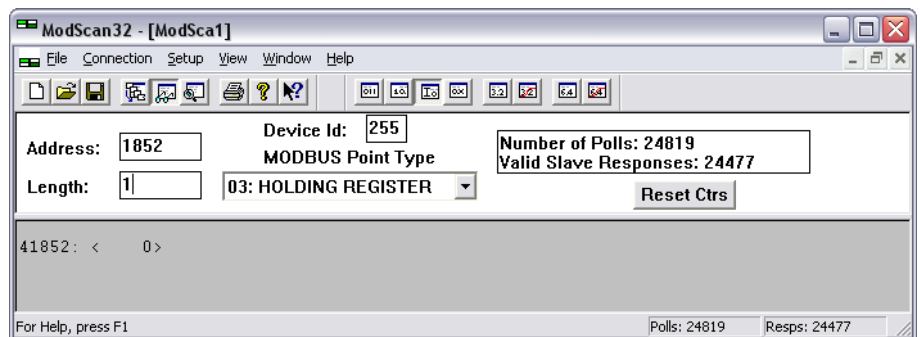 ModScan32 - [ModSca1]
File Connection Setup View Window Help
Address: 1852
Device Id: 255
MODBUS Point Type
Length: 1
03: HOLDING REGISTER
Number of Polls: 24819
Valid Slave Responses: 24477
Reset Ctrs
41852: < 0>
For Help, press F1
Polls: 24819
Resps: 24477